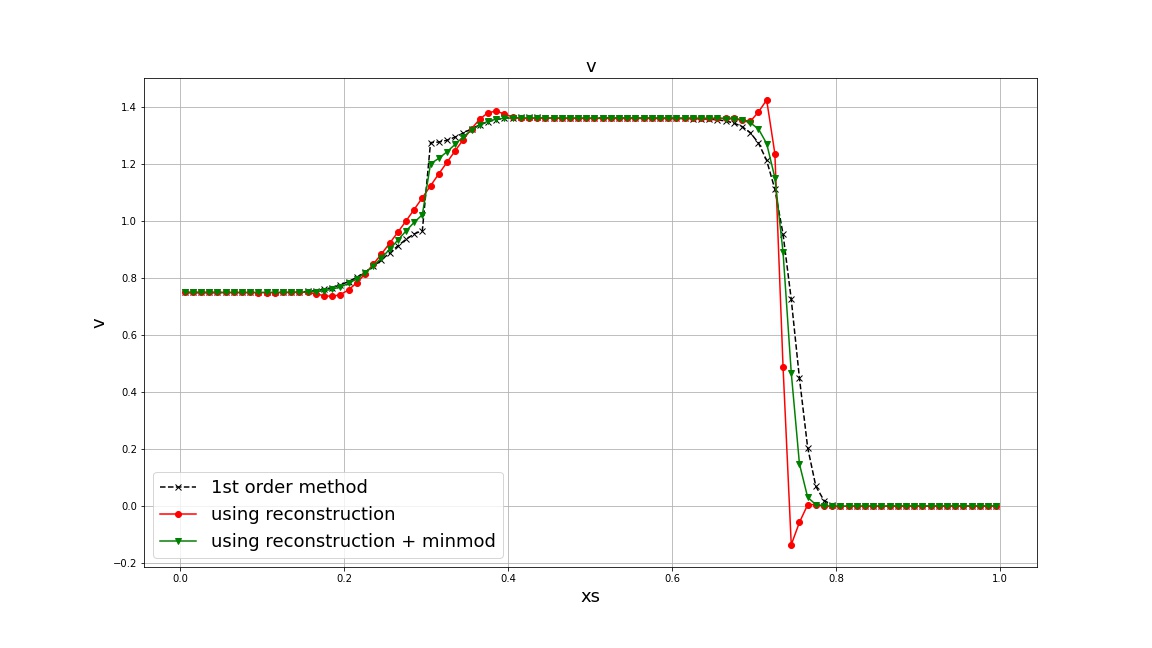 v
1.4
1.2
1.0
0.8
0.6
0.4
0.2
0.0
−0.2
v
1st order method
using reconstruction
using reconstruction + minmod
0.0 0.2 0.4 0.6 0.8 1.0
xs